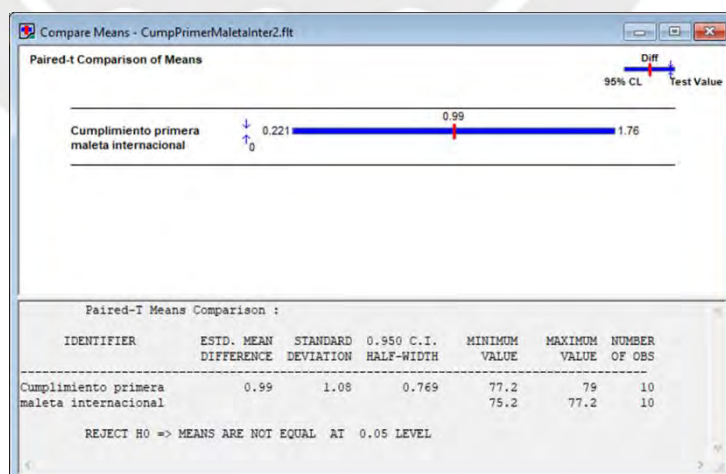 Compare Means - CumpPrimerMaletaInter2.flt
Paired-t Comparison of Means
Diff
95% CL Test Value
0.99
Cumplimiento primera 0.221 1.76
maleta internacional 0
Paired-T Means Comparison :
IDENTIFIER ESTD. MEAN STANDARD 0.950 C.I. MINIMUM MAXIMUM NUMBER
DIFFERENCE DEVIATION HALF-WIDTH VALUE VALUE OF OBS
Cumplimiento primera 0.99 1.08 0.769 77.2 79 10
maleta internacional 75.2 77.2 10
REJECT H0 => MEANS ARE NOT EQUAL AT 0.05 LEVEL